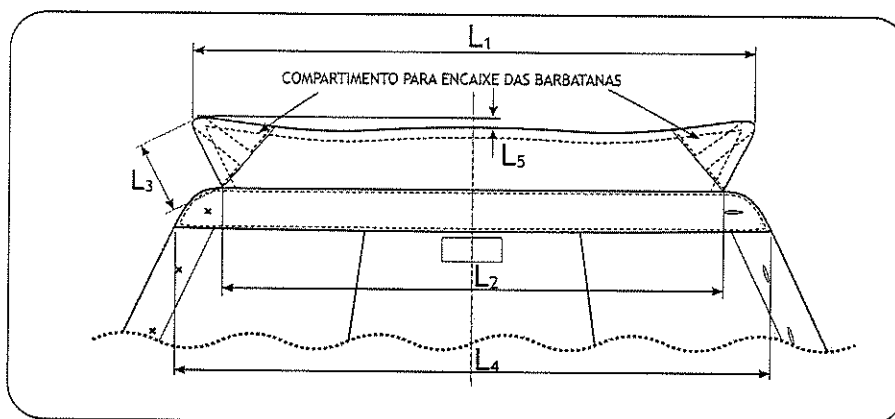 L1
COMPARTIMENTO PARA ENCAIXE DAS BARBATANAS
L5
L3
L2
L4